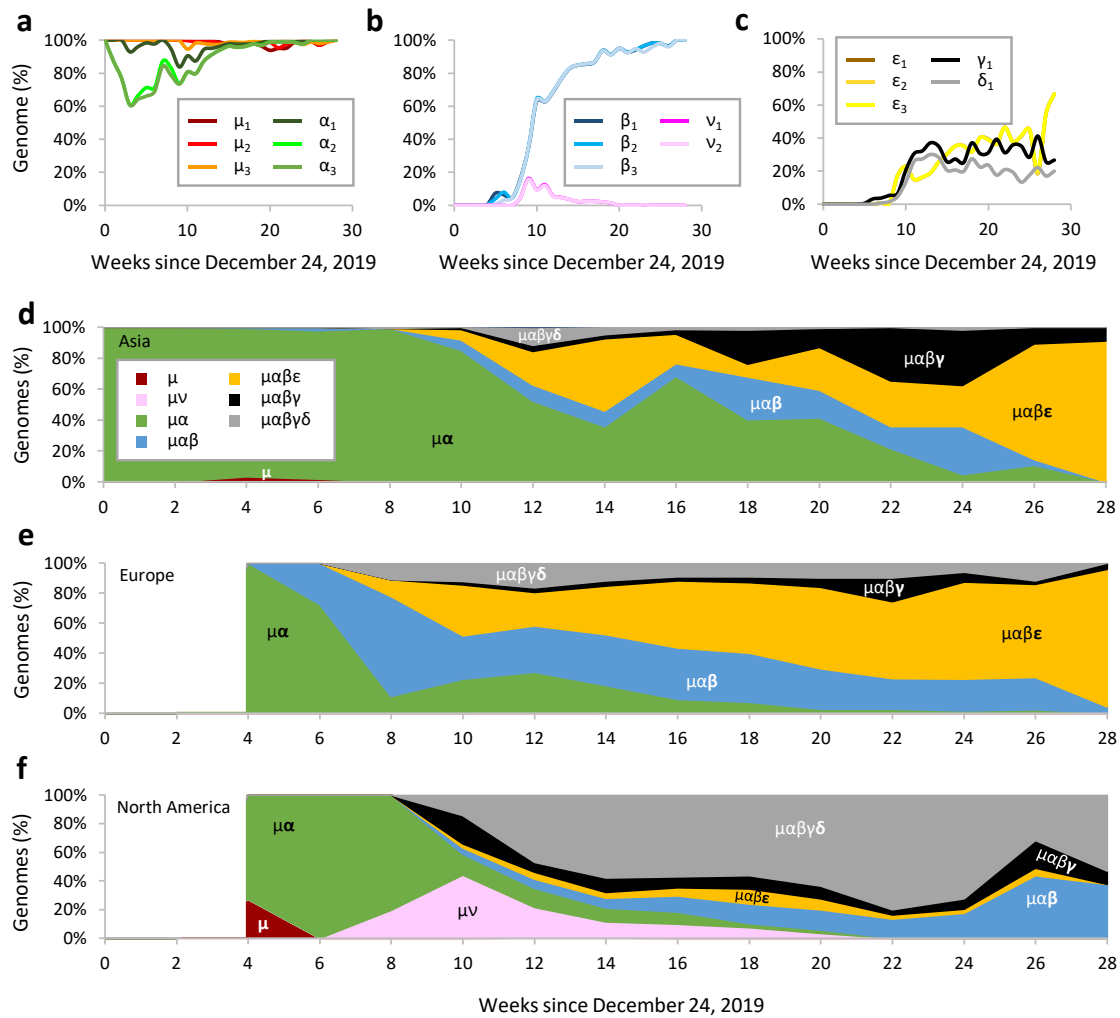 a
100%
80%
60%
40%
20%
0%
Genome (%)
μ1 α1
μ2 α2
μ3 α3
0 10 20 30
Weeks since December 24, 2019
b
100%
80%
60%
40%
20%
0%
β1 ν1
β2 ν2
β3
0 10 20 30
Weeks since December 24, 2019
c
100%
80%
60%
40%
20%
0%
ε1 γ1
ε2 δ1
ε3
0 10 20 30
Weeks since December 24, 2019
d
100%
80%
60%
40%
20%
0%
Genomes (%)
Asia
μ μαβε
μν μαβγ
μα μαβγδ
μαβ
μαβγδ
μαβγ
μαβ
μαβε
μα
μ
0 2 4 6 8 10 12 14 16 18 20 22 24 26 28
e
100%
80%
60%
40%
20%
0%
Genomes (%)
Europe
μαβγδ
μαβγ
μα
μαβε
μαβ
0 2 4 6 8 10 12 14 16 18 20 22 24 26 28
f
100%
80%
60%
40%
20%
0%
Genomes (%)
North America
μα
μαβγδ
μαβγ
μαβε
μαβ
μν
μ
0 2 4 6 8 10 12 14 16 18 20 22 24 26 28
Weeks since December 24, 2019